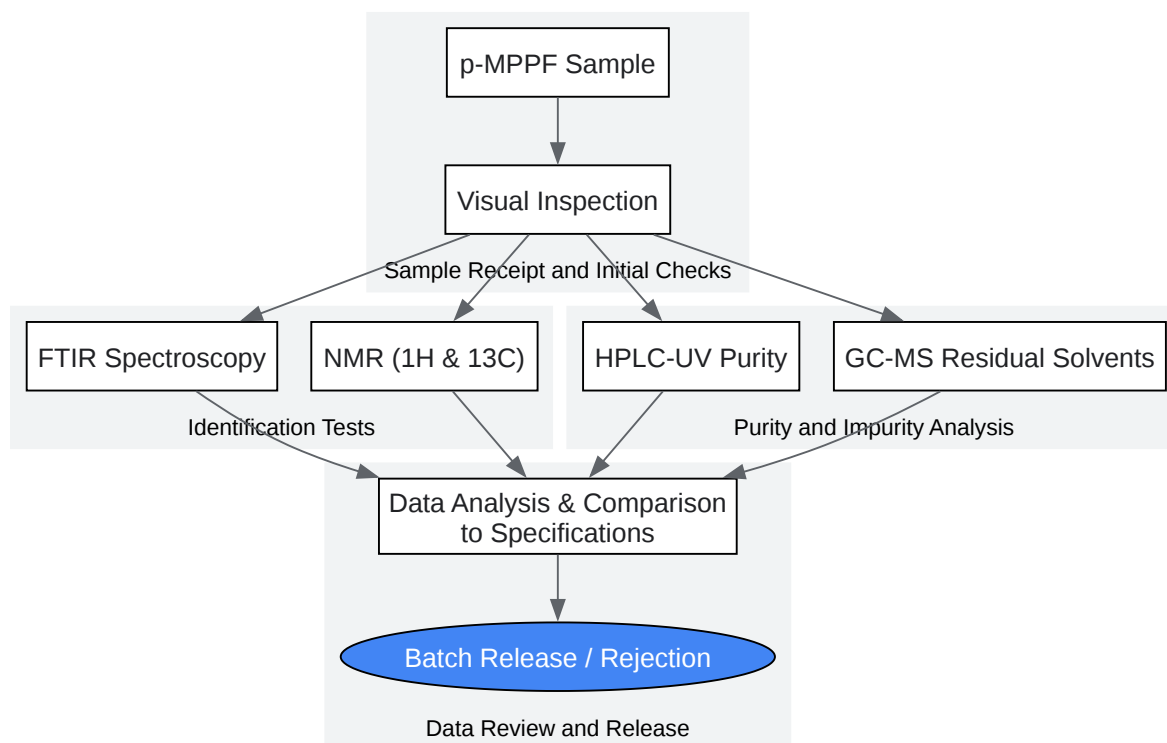 p-MPPF Sample
Visual Inspection
Sample Receipt and Initial Checks
FTIR Spectroscopy
NMR (1H & 13C)
HPLC-UV Purity
GC-MS Residual Solvents
Identification Tests
Purity and Impurity Analysis
Data Analysis & Comparison
to Specifications
Batch Release / Rejection
Data Review and Release